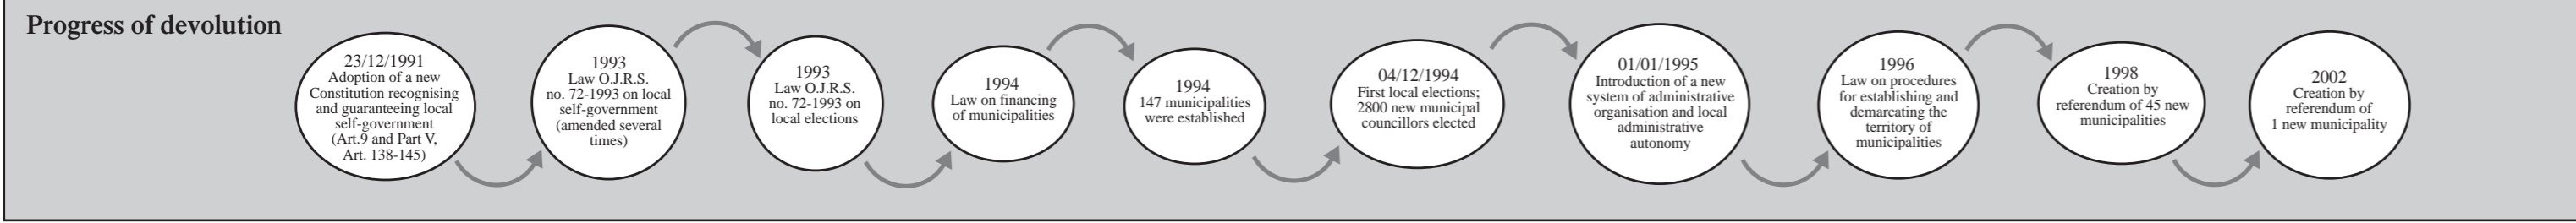 Progress of devolution
23/12/1991
Adoption of a new
Constitution recognising
and guaranteeing local
self-government
(Art.9 and Part V,
Art. 138-145)
1993
Law O.J.R.S.
no. 72-1993 on local
self-government
(amended several
times)
1993
Law O.J.R.S.
no. 72-1993 on
local elections
1994
Law on financing
of municipalities
1994
147 municipalities
were established
04/12/1994
First local elections;
2800 new municipal
councillors elected
01/01/1995
Introduction of a new
system of administrative
organisation and local
administrative
autonomy
1996
Law on procedures
for establishing and
demarcating the
territory of
municipalities
1998
Creation by
referendum of 45 new
municipalities
2002
Creation by
referendum of
1 new municipality